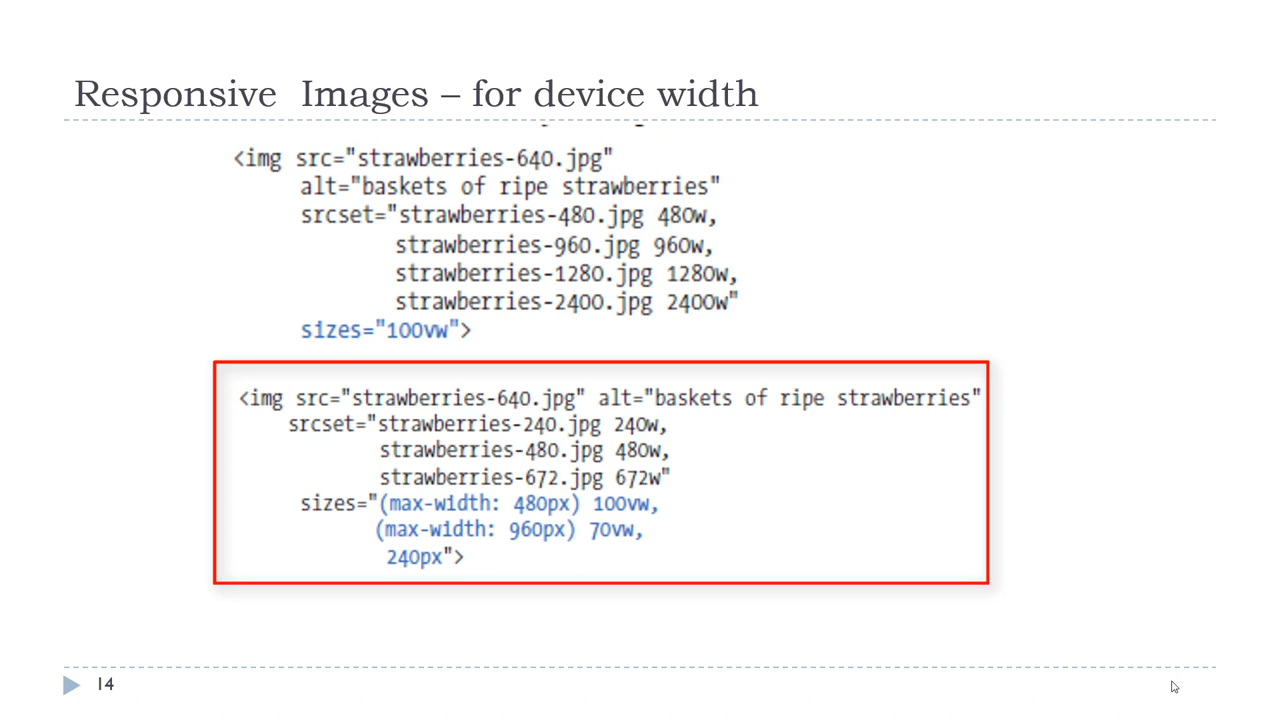 Responsive Images – for device width
<img src="strawberries-640.jpg"
alt="baskets of ripe strawberries"
srcset="strawberries-480.jpg 480w,
strawberries-960.jpg 960w,
strawberries-1280.jpg 1280w,
strawberries-2400.jpg 2400w"
sizes="100vw">
<img src="strawberries-640.jpg" alt="baskets of ripe strawberries"
srcset="strawberries-240.jpg 240w,
strawberries-480.jpg 480w,
strawberries-672.jpg 672w"
sizes="(max-width: 480px) 100vw,
(max-width: 960px) 70vw,
240px">
14